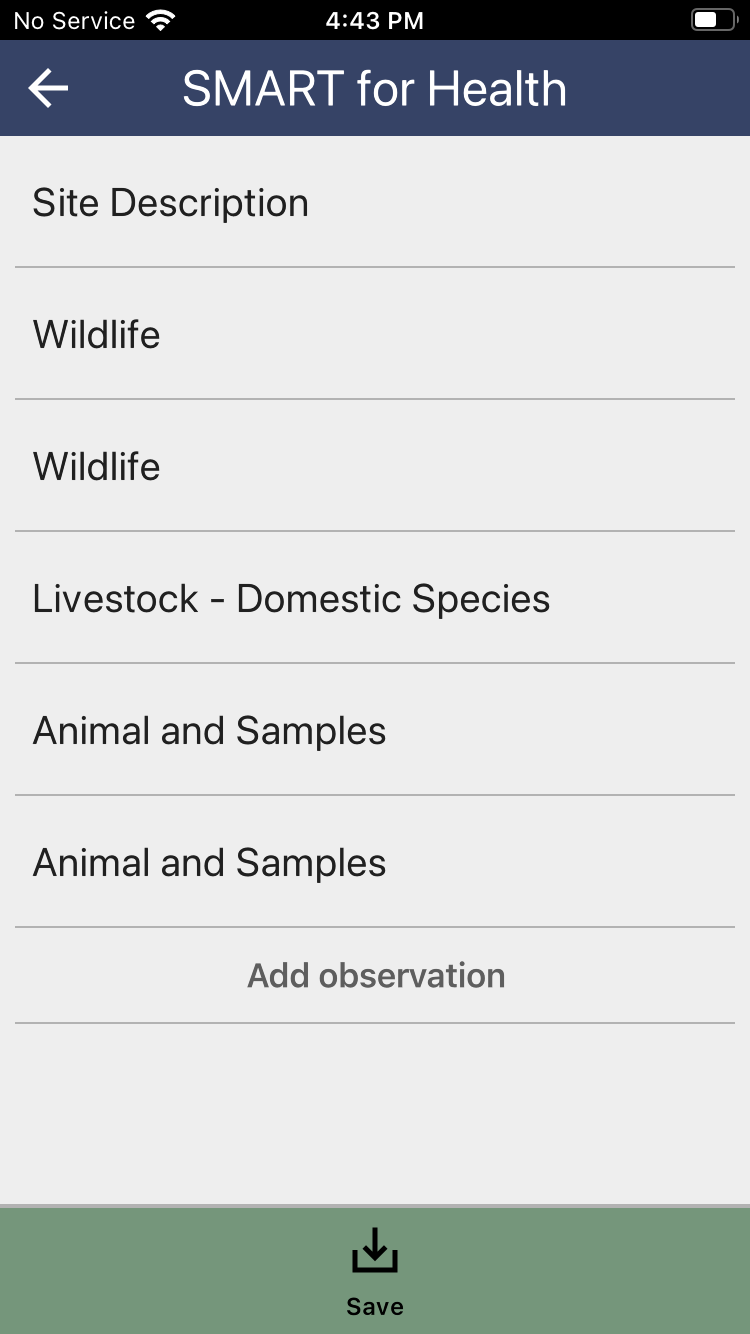 No Service
4:43 PM
SMART for Health
Site Description
Wildlife
Wildlife
Livestock - Domestic Species
Animal and Samples
Animal and Samples
Add observation
Save